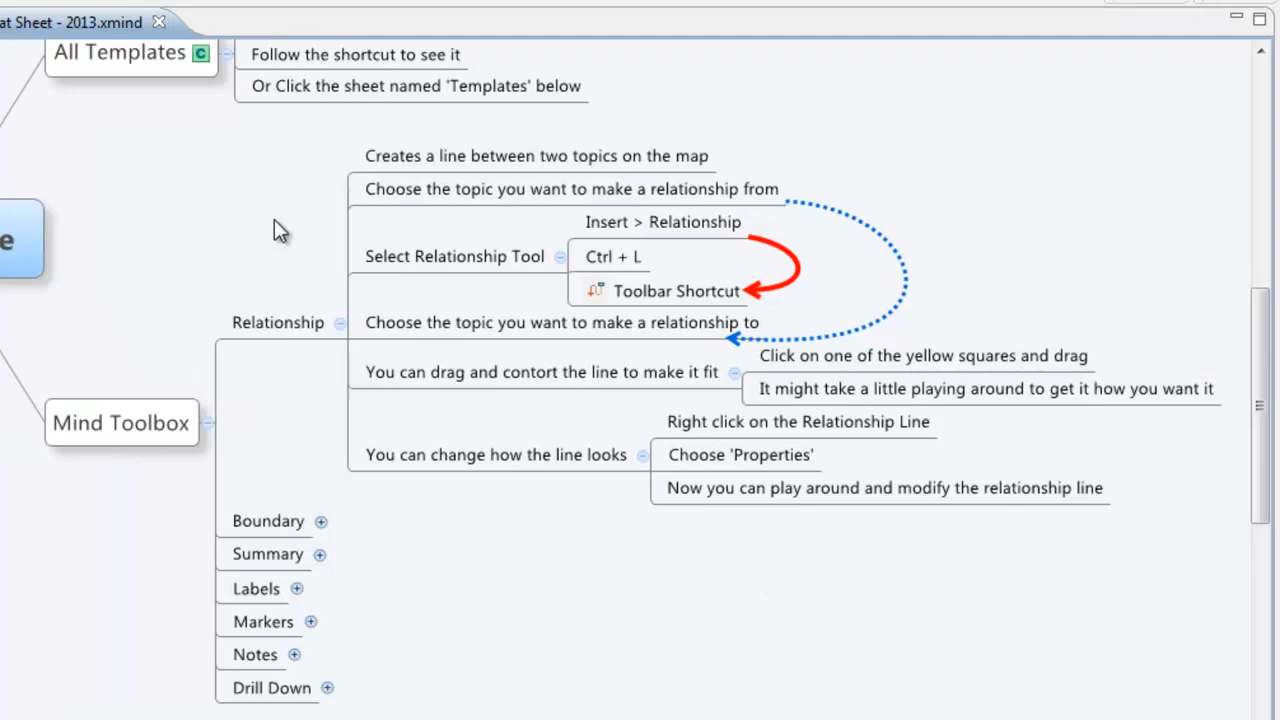 at Sheet - 2013.xmind
All Templates C
Follow the shortcut to see it
Or Click the sheet named 'Templates' below
e
Mind Toolbox
Relationship
Creates a line between two topics on the map
Choose the topic you want to make a relationship from
Select Relationship Tool
Insert > Relationship
Ctrl + L
Toolbar Shortcut
Choose the topic you want to make a relationship to
You can drag and contort the line to make it fit
Click on one of the yellow squares and drag
It might take a little playing around to get it how you want it
You can change how the line looks
Right click on the Relationship Line
Choose 'Properties'
Now you can play around and modify the relationship line
Boundary
Summary
Labels
Markers
Notes
Drill Down